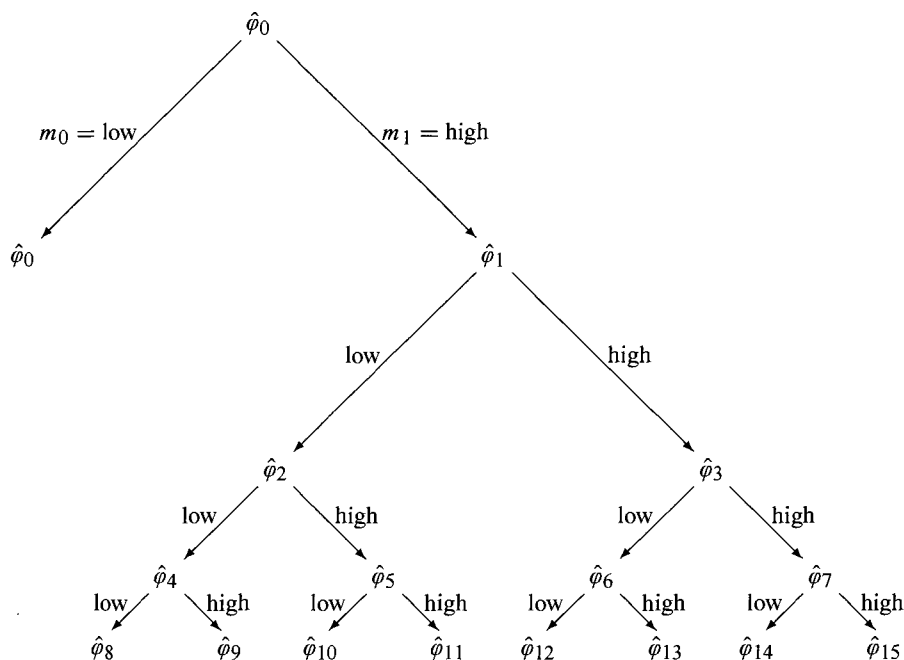 φ̂₀
m₀ = low m₁ = high
φ̂₀ φ̂₁
low high
φ̂₂ φ̂₃
low high low high
φ̂₄ φ̂₅ φ̂₆ φ̂₇
low high low high low high low high
φ̂₈ φ̂₉ φ̂₁₀ φ̂₁₁ φ̂₁₂ φ̂₁₃ φ̂₁₄ φ̂₁₅